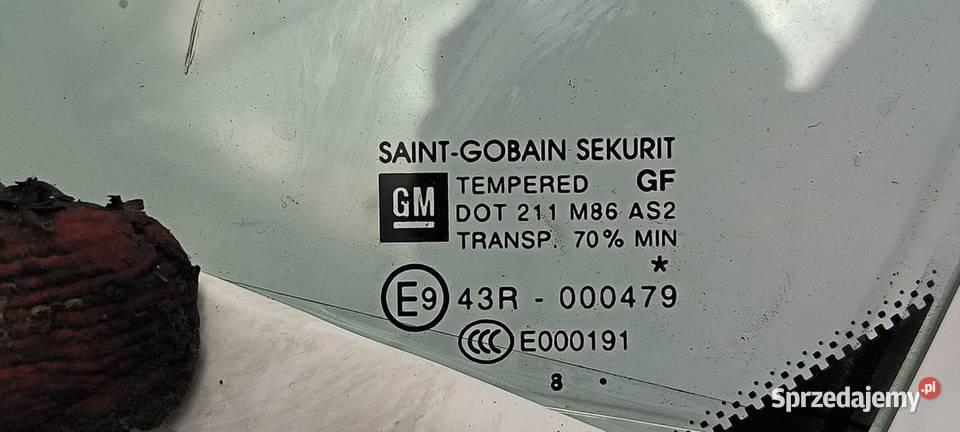 SAINT-GOBAIN SEKURIT
GM TEMPERED GF
DOT 211 M86 AS2
TRANSP. 70% MIN
*
E9 43R - 000479
CCC E000191
8 .
Sprzedajemy.pl